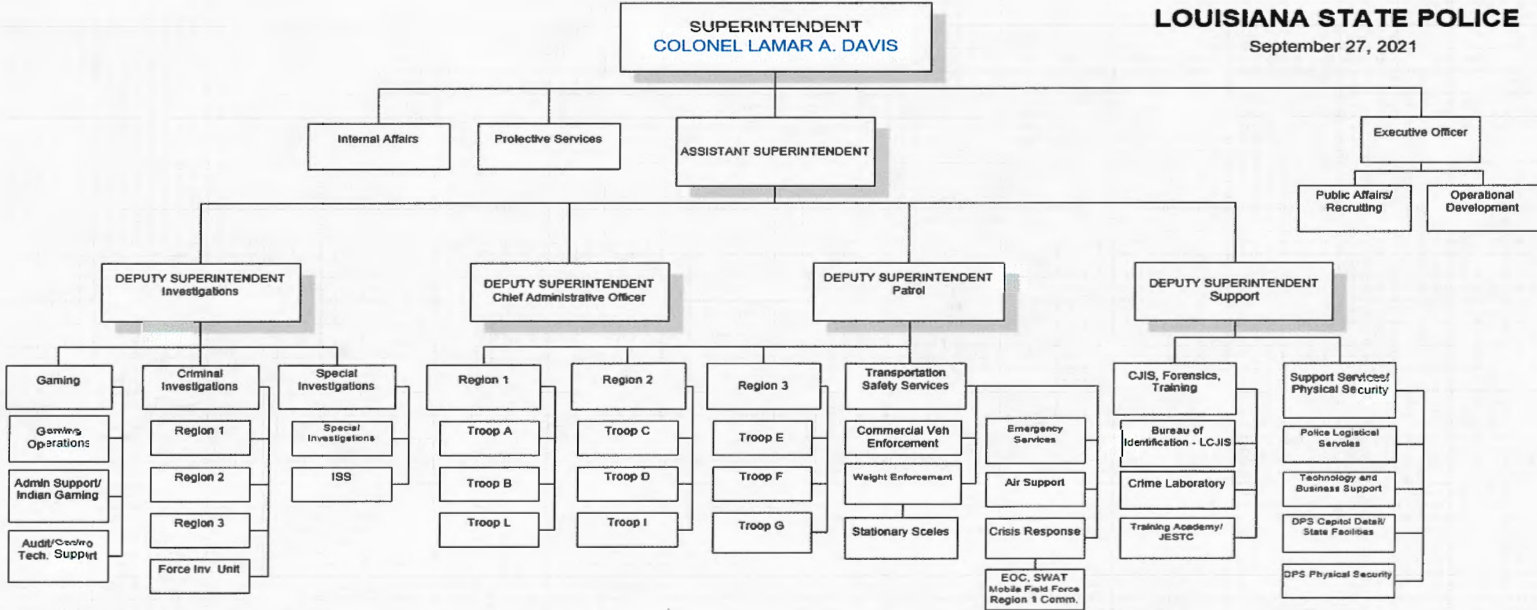 LOUISIANA STATE POLICE
September 27, 2021
SUPERINTENDENT
COLONEL LAMAR A. DAVIS
Internal Affairs
Protective Services
ASSISTANT SUPERINTENDENT
Executive Officer
Public Affairs/
Recruiting
Operational
Development
DEPUTY SUPERINTENDENT
Investigations
DEPUTY SUPERINTENDENT
Chief Administrative Officer
DEPUTY SUPERINTENDENT
Patrol
DEPUTY SUPERINTENDENT
Support
Gaming
Gaming
Operations
Admin Support/
Indian Gaming
Audit/Casino
Tech. Support
Criminal
Investigations
Region 1
Region 2
Region 3
Force Inv Unit
Special
Investigations
Special
Investigations
ISS
Region 1
Troop A
Troop B
Troop L
Region 2
Troop C
Troop D
Troop I
Region 3
Troop E
Troop F
Troop G
Transportation
Safety Services
Commercial Veh
Enforcement
Weight Enforcement
Stationary Scales
Emergency
Services
Air Support
Crisis Response
EOC, SWAT
Mobile Field Force
Region 1 Comm.
CJIS, Forensics,
Training
Bureau of
Identification - LCJIS
Crime Laboratory
Training Academy/
JESTC
Support Services/
Physical Security
Police Logistical
Services
Technology and
Business Support
DPS Capitol Detail/
State Facilities
DPS Physical Security